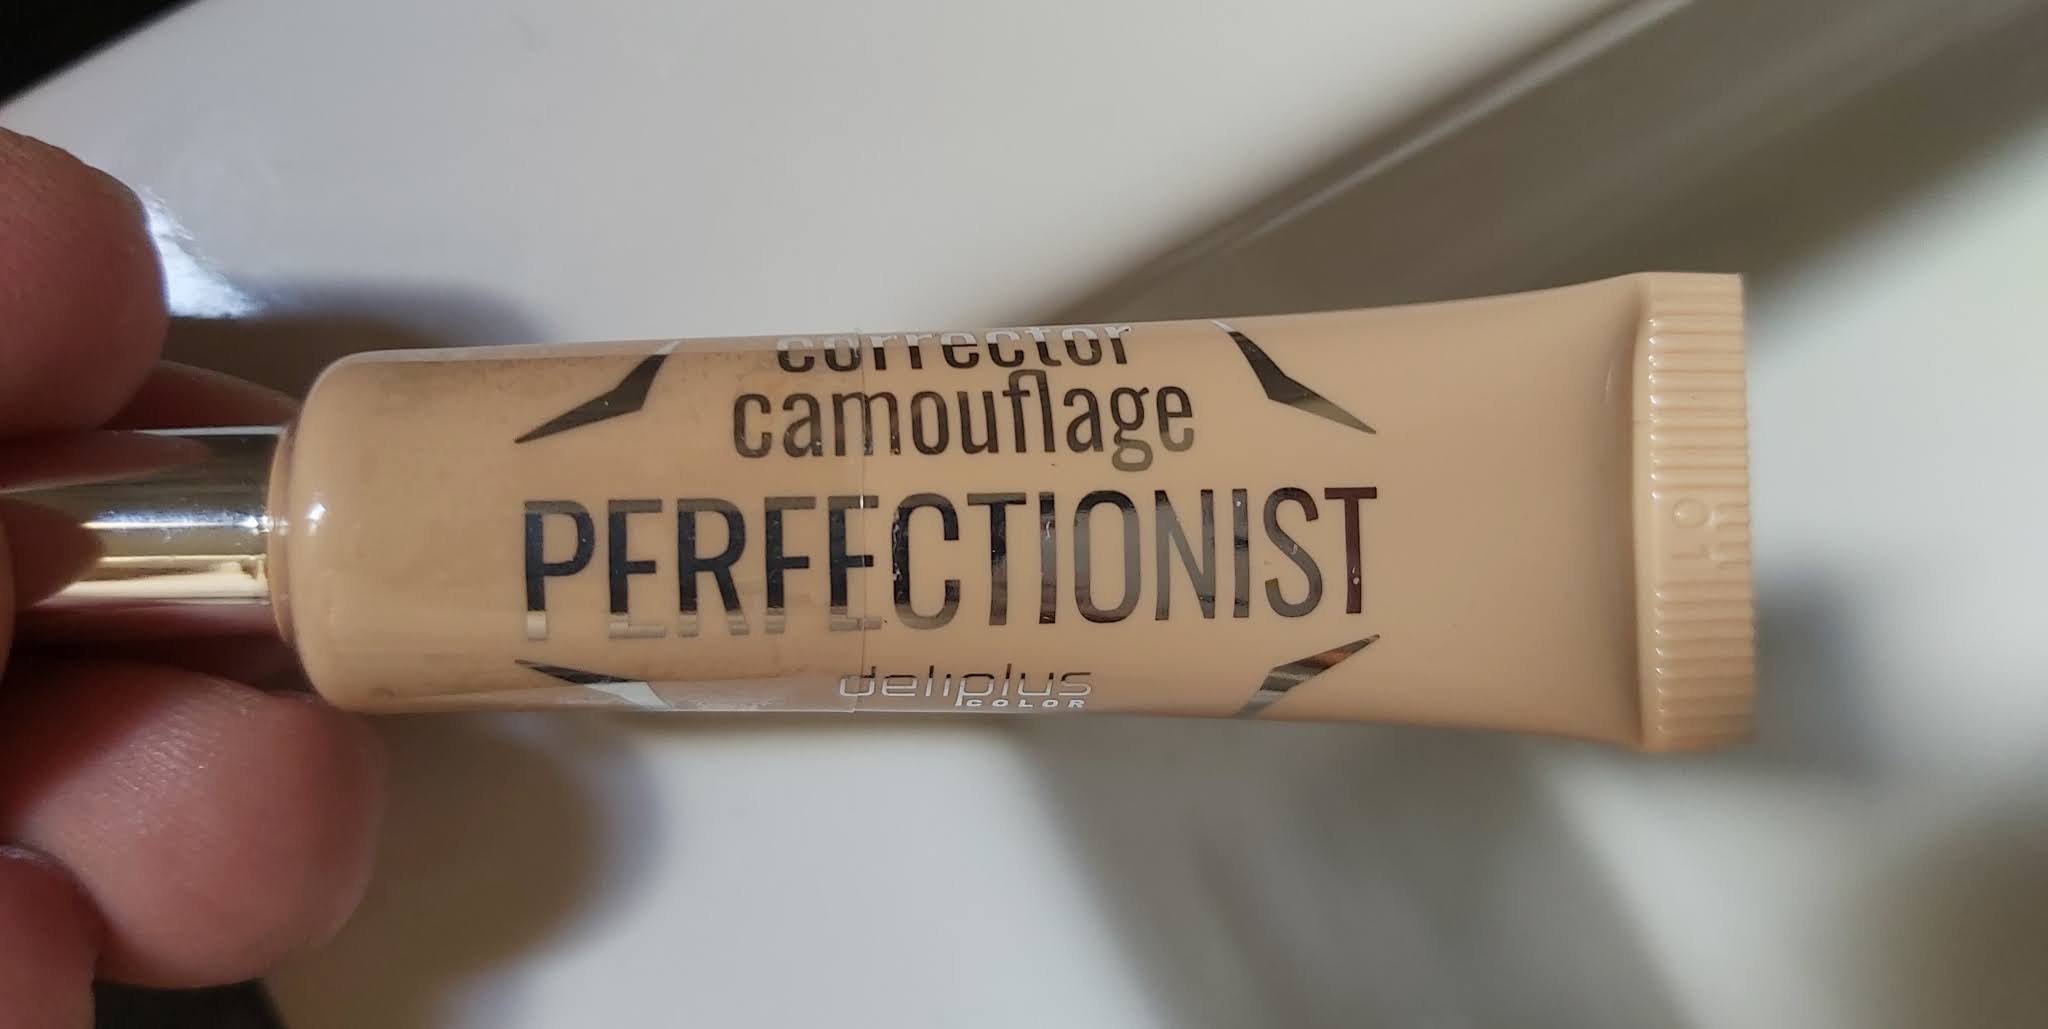 corrector
camouflage
PERFECTIONIST
deliplus
COLOR